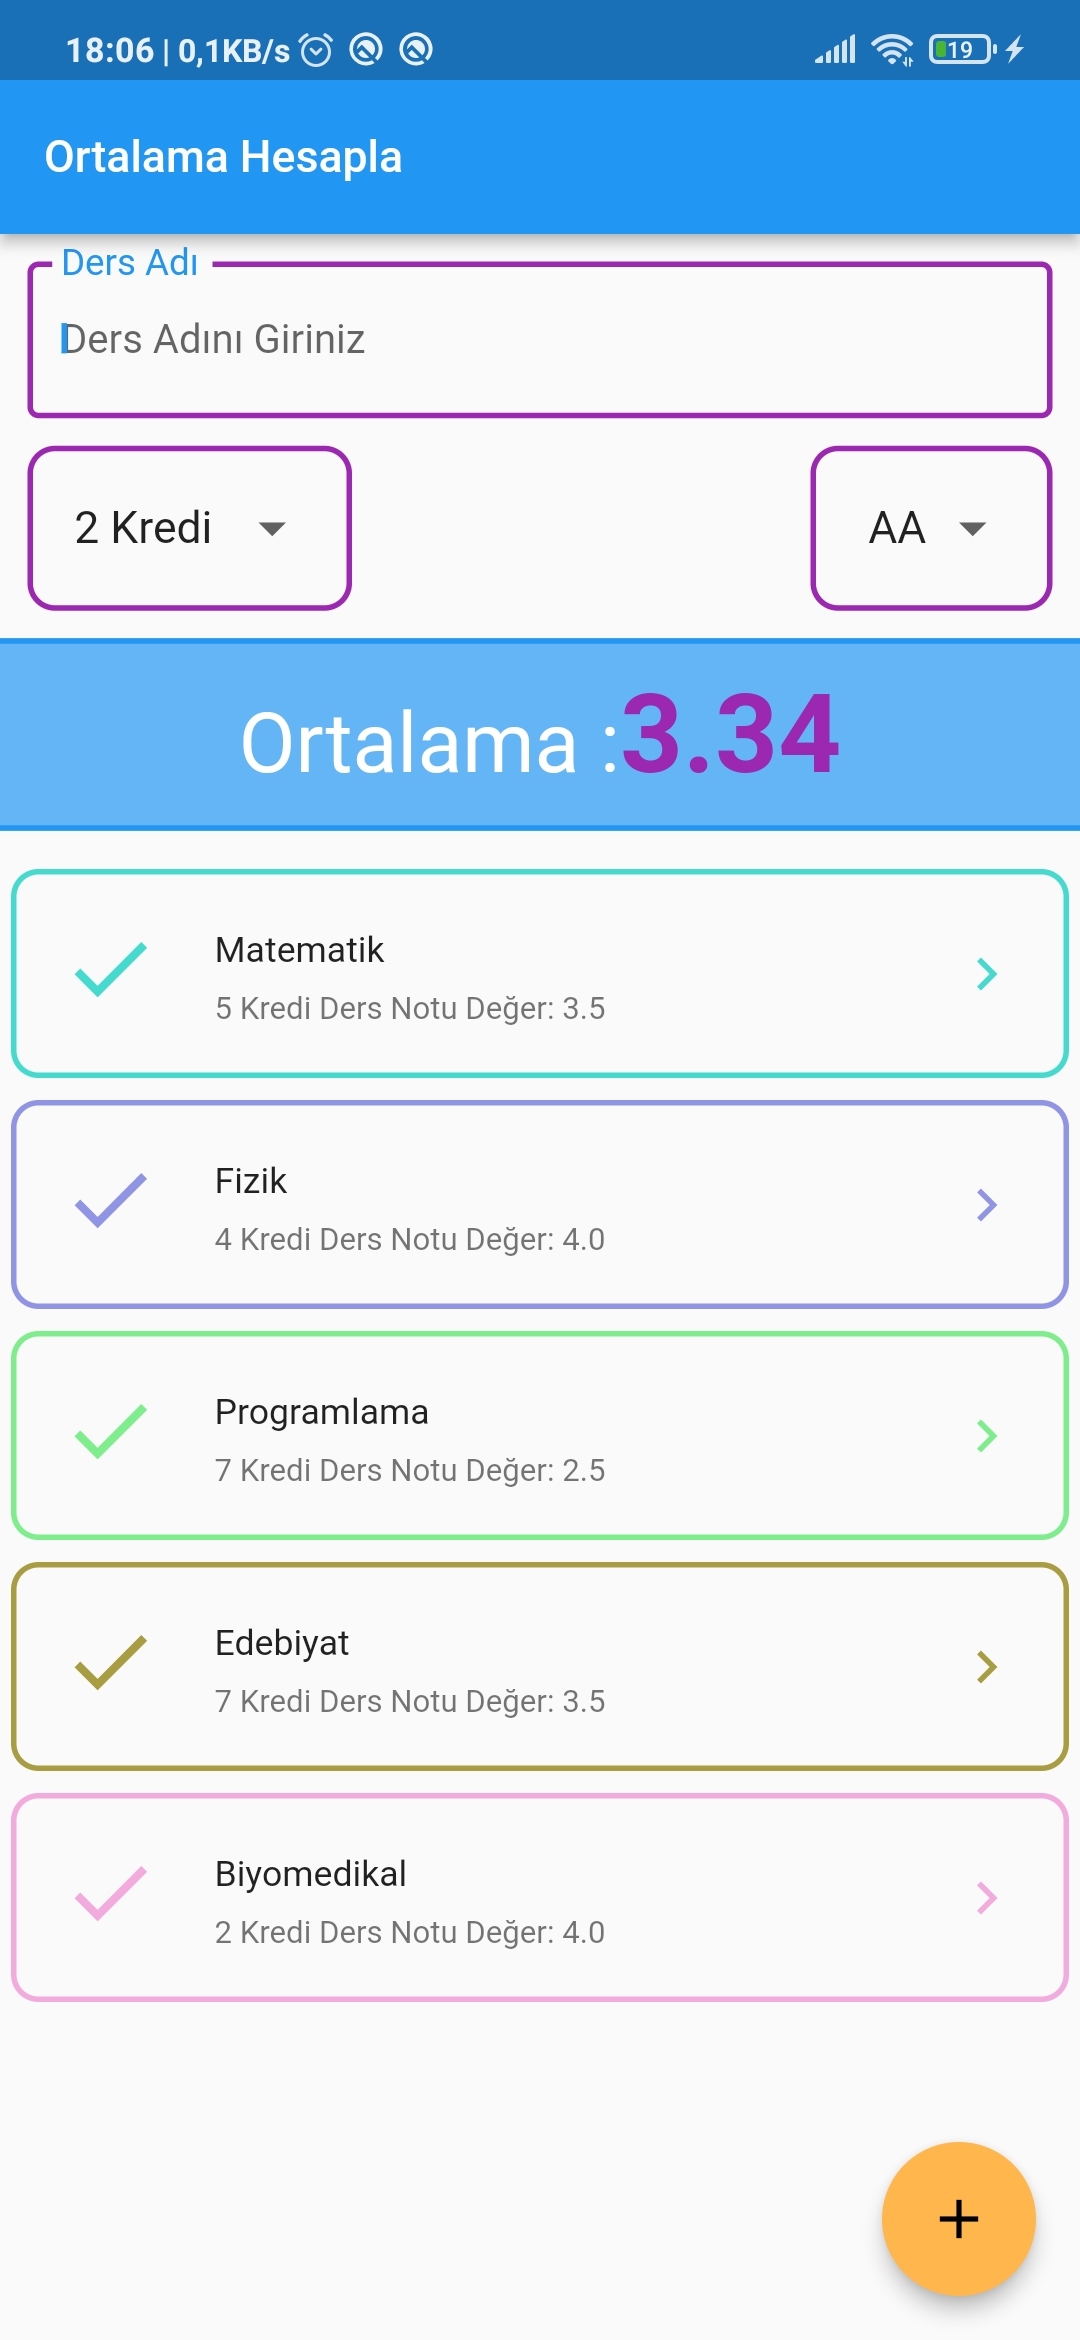 18:06 | 0,1KB/s 19
Ortalama Hesapla
Ders Adı
Ders Adını Giriniz
2 Kredi AA
Ortalama :3.34
Matematik
5 Kredi Ders Notu Değer: 3.5
Fizik
4 Kredi Ders Notu Değer: 4.0
Programlama
7 Kredi Ders Notu Değer: 2.5
Edebiyat
7 Kredi Ders Notu Değer: 3.5
Biyomedikal
2 Kredi Ders Notu Değer: 4.0